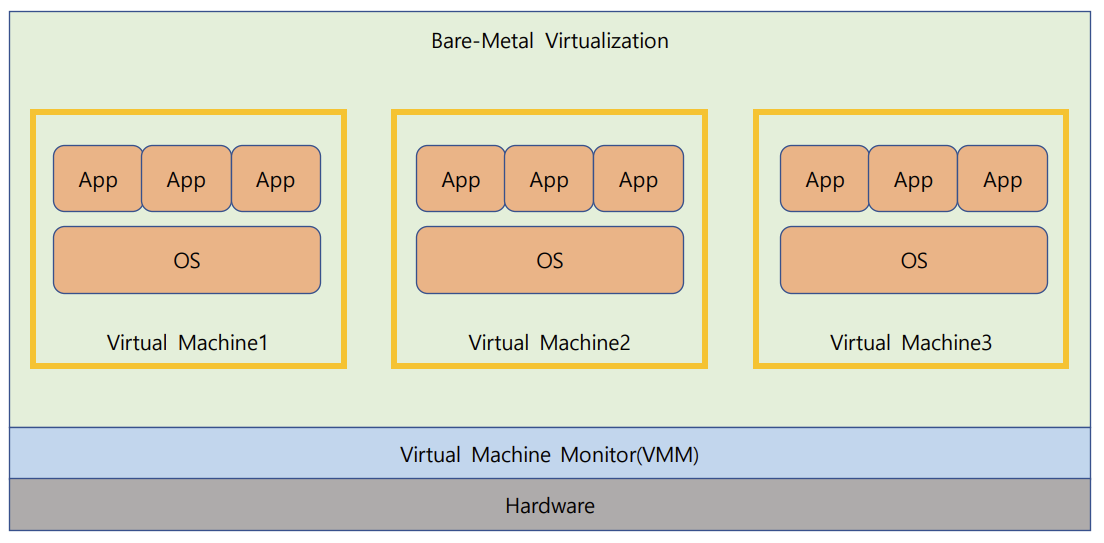 Bare-Metal Virtualization
App App App App App App App App App
OS OS OS
Virtual Machine1 Virtual Machine2 Virtual Machine3
Virtual Machine Monitor(VMM)
Hardware